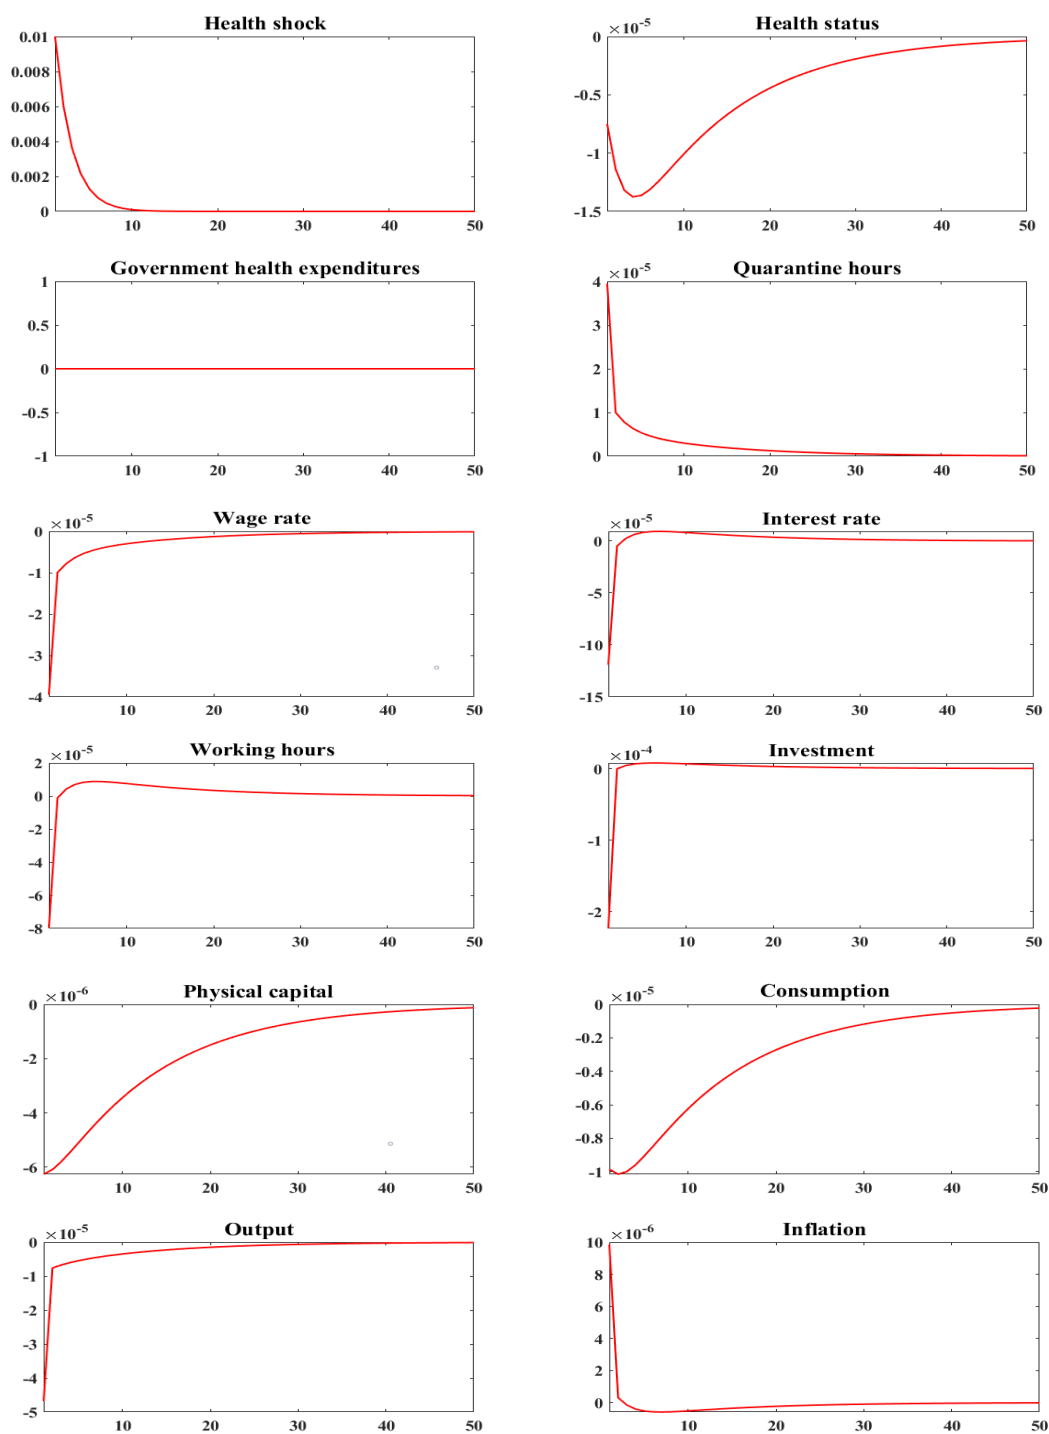 Health shock
0.01
0.008
0.006
0.004
0.002
0
10 20 30 40 50
Health status
×10⁻⁵
0
-0.5
-1
-1.5
10 20 30 40 50
Government health expenditures
1
0.5
0
-0.5
-1
10 20 30 40 50
Quarantine hours
×10⁻⁵
4
3
2
1
0
10 20 30 40 50
Wage rate
×10⁻⁵
0
-1
-2
-3
-4
10 20 30 40 50
Interest rate
×10⁻⁵
0
-5
-10
-15
10 20 30 40 50
Working hours
×10⁻⁵
2
0
-2
-4
-6
-8
10 20 30 40 50
Investment
×10⁻⁴
0
-1
-2
10 20 30 40 50
Physical capital
×10⁻⁶
0
-2
-4
-6
10 20 30 40 50
Consumption
×10⁻⁵
0
-0.2
-0.4
-0.6
-0.8
-1
10 20 30 40 50
Output
×10⁻⁵
0
-1
-2
-3
-4
-5
10 20 30 40 50
Inflation
×10⁻⁶
10
8
6
4
2
0
10 20 30 40 50